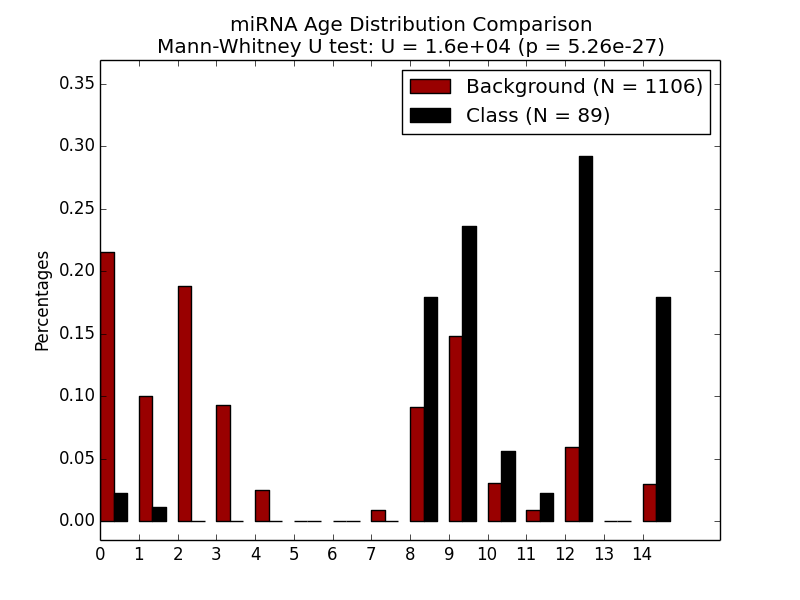 miRNA Age Distribution Comparison
Mann-Whitney U test: U = 1.6e+04 (p = 5.26e-27)
Background (N = 1106)
Class (N = 89)
Percentages
0.35
0.30
0.25
0.20
0.15
0.10
0.05
0.00
0 1 2 3 4 5 6 7 8 9 10 11 12 13 14